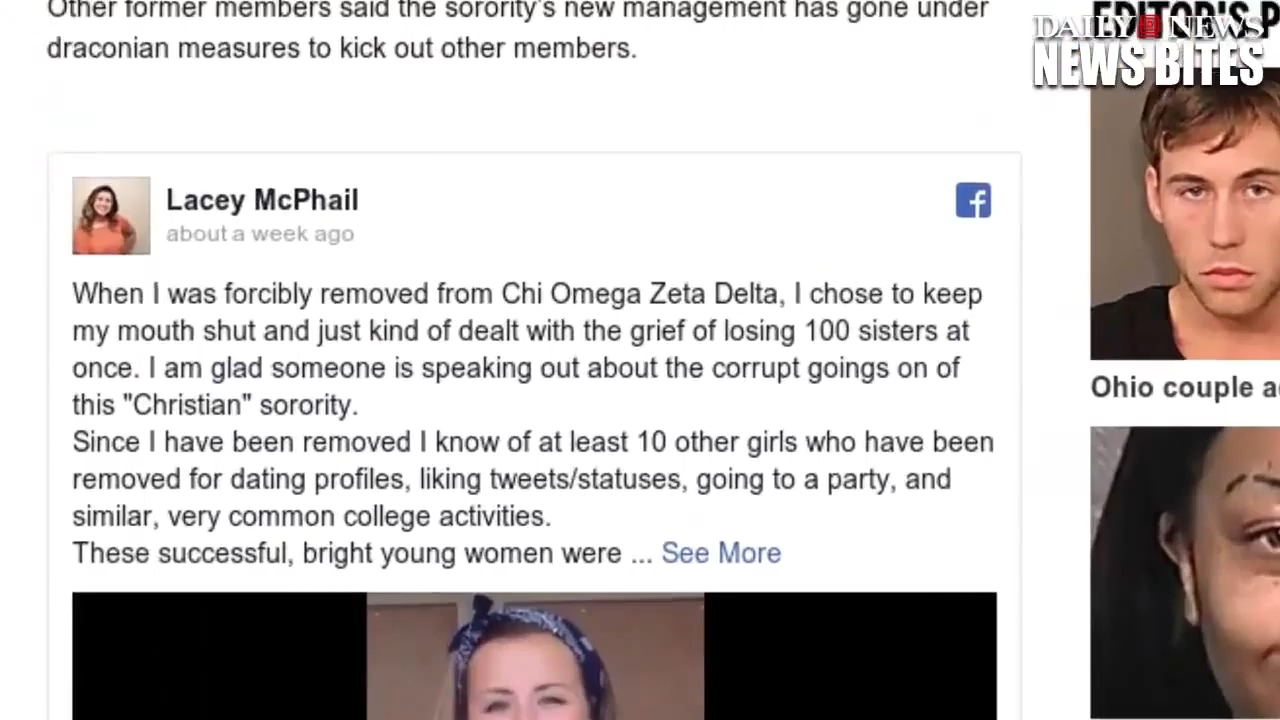 Other former members said the sorority's new management has gone under
draconian measures to kick out other members.
DAILY NEWS
NEWS BITES
EDITOR'S P
Lacey McPhail
about a week ago
When I was forcibly removed from Chi Omega Zeta Delta, I chose to keep
my mouth shut and just kind of dealt with the grief of losing 100 sisters at
once. I am glad someone is speaking out about the corrupt goings on of
this "Christian" sorority.
Since I have been removed I know of at least 10 other girls who have been
removed for dating profiles, liking tweets/statuses, going to a party, and
similar, very common college activities.
These successful, bright young women were ... See More
Ohio couple a